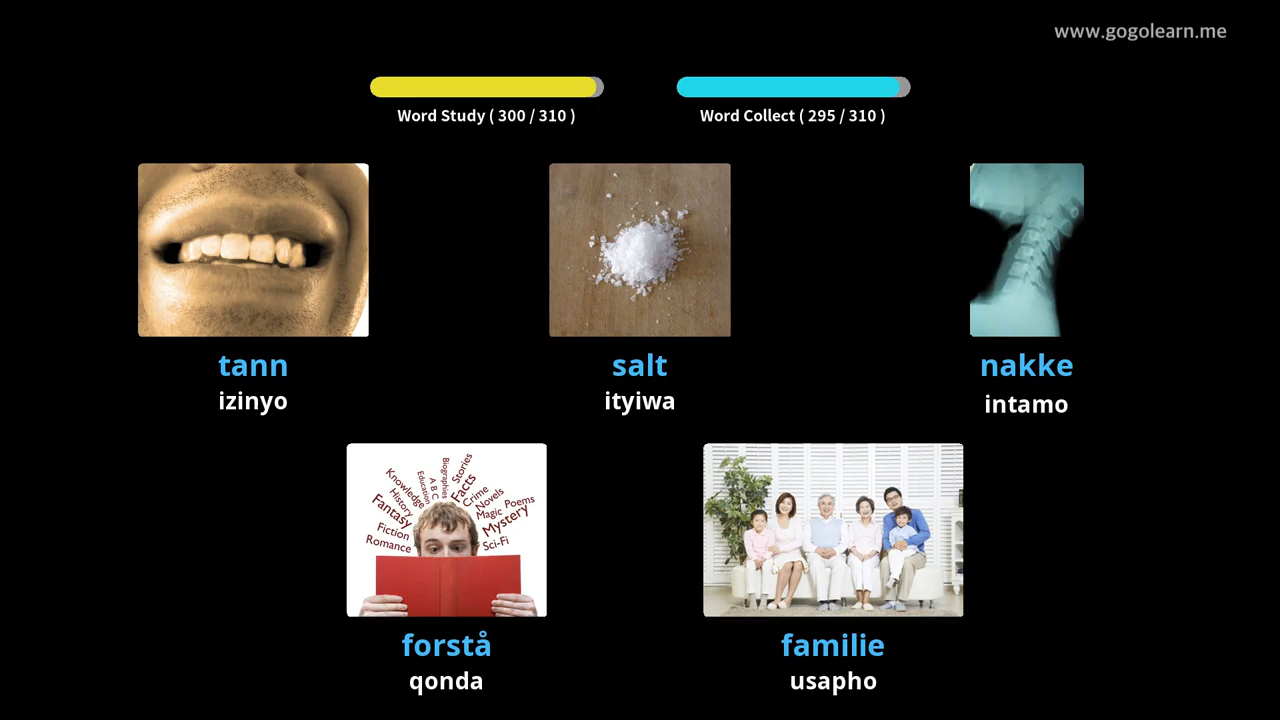 www.gogolearn.me
Word Study ( 300 / 310 )
Word Collect ( 295 / 310 )
tann
izinyo
salt
ityiwa
nakke
intamo
Knowledge
History
Fantasy
Fiction
Romance
A B C
Biographies
Stories
Facts
Crime
Novels
Magic
Poems
Mystery
Sci-Fi
forstå
qonda
familie
usapho